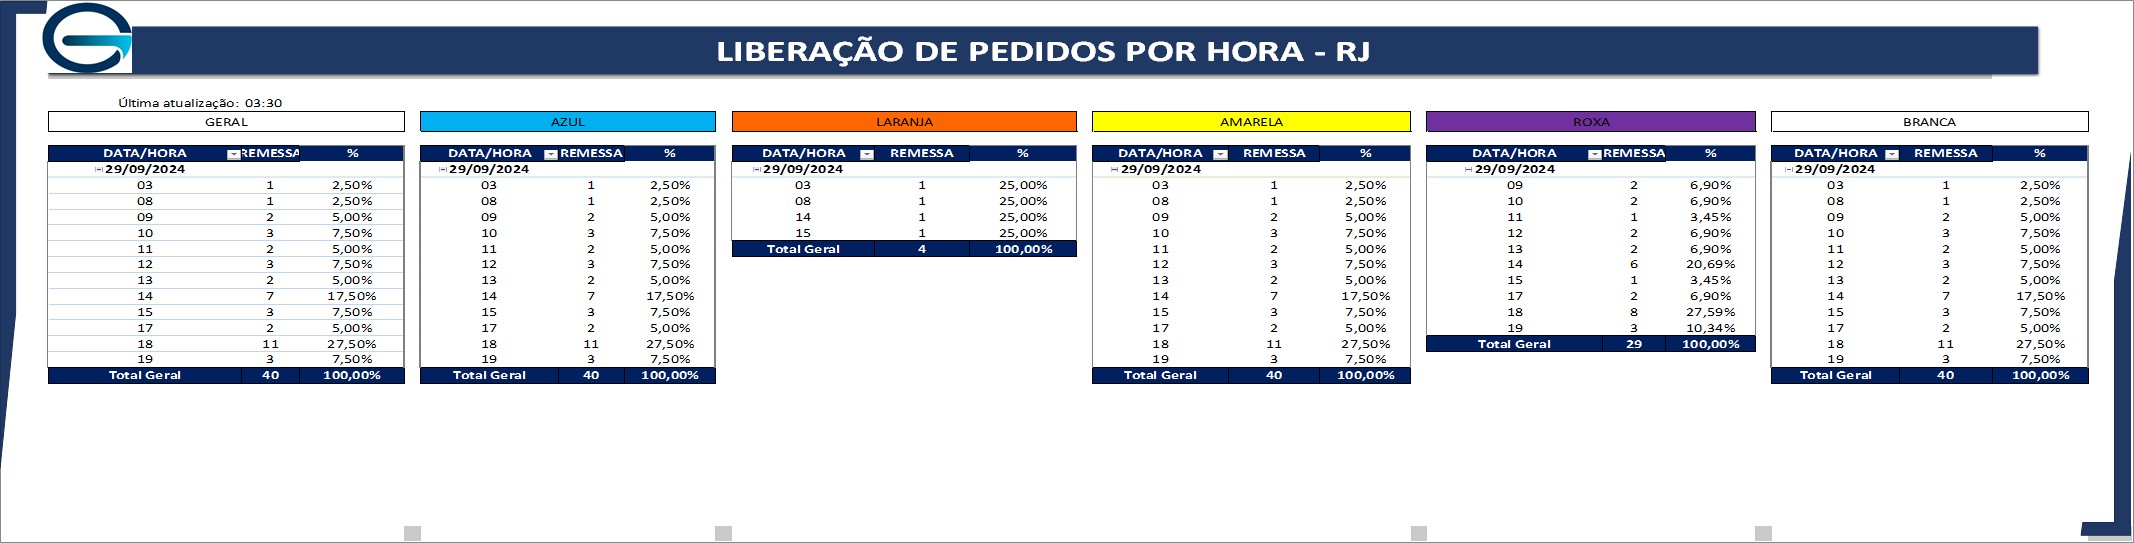 LIBERAÇÃO DE PEDIDOS POR HORA - RJ
Última atualização: 03:30
GERAL
DATA/HORA REMESSA %
29/09/2024
03 1 2,50%
08 1 2,50%
09 2 5,00%
10 3 7,50%
11 2 5,00%
12 3 7,50%
13 2 5,00%
14 7 17,50%
15 3 7,50%
17 2 5,00%
18 11 27,50%
19 3 7,50%
Total Geral 40 100,00%
AZUL
DATA/HORA REMESSA %
29/09/2024
03 1 2,50%
08 1 2,50%
09 2 5,00%
10 3 7,50%
11 2 5,00%
12 3 7,50%
13 2 5,00%
14 7 17,50%
15 3 7,50%
17 2 5,00%
18 11 27,50%
19 3 7,50%
Total Geral 40 100,00%
LARANJA
DATA/HORA REMESSA %
29/09/2024
03 1 25,00%
08 1 25,00%
14 1 25,00%
15 1 25,00%
Total Geral 4 100,00%
AMARELA
DATA/HORA REMESSA %
29/09/2024
03 1 2,50%
08 1 2,50%
09 2 5,00%
10 3 7,50%
11 2 5,00%
12 3 7,50%
13 2 5,00%
14 7 17,50%
15 3 7,50%
17 2 5,00%
18 11 27,50%
19 3 7,50%
Total Geral 40 100,00%
ROXA
DATA/HORA REMESSA %
29/09/2024
09 2 6,90%
10 2 6,90%
11 1 3,45%
12 2 6,90%
13 2 6,90%
14 6 20,69%
15 1 3,45%
17 2 6,90%
18 8 27,59%
19 3 10,34%
Total Geral 29 100,00%
BRANCA
DATA/HORA REMESSA %
29/09/2024
03 1 2,50%
08 1 2,50%
09 2 5,00%
10 3 7,50%
11 2 5,00%
12 3 7,50%
13 2 5,00%
14 7 17,50%
15 3 7,50%
17 2 5,00%
18 11 27,50%
19 3 7,50%
Total Geral 40 100,00%